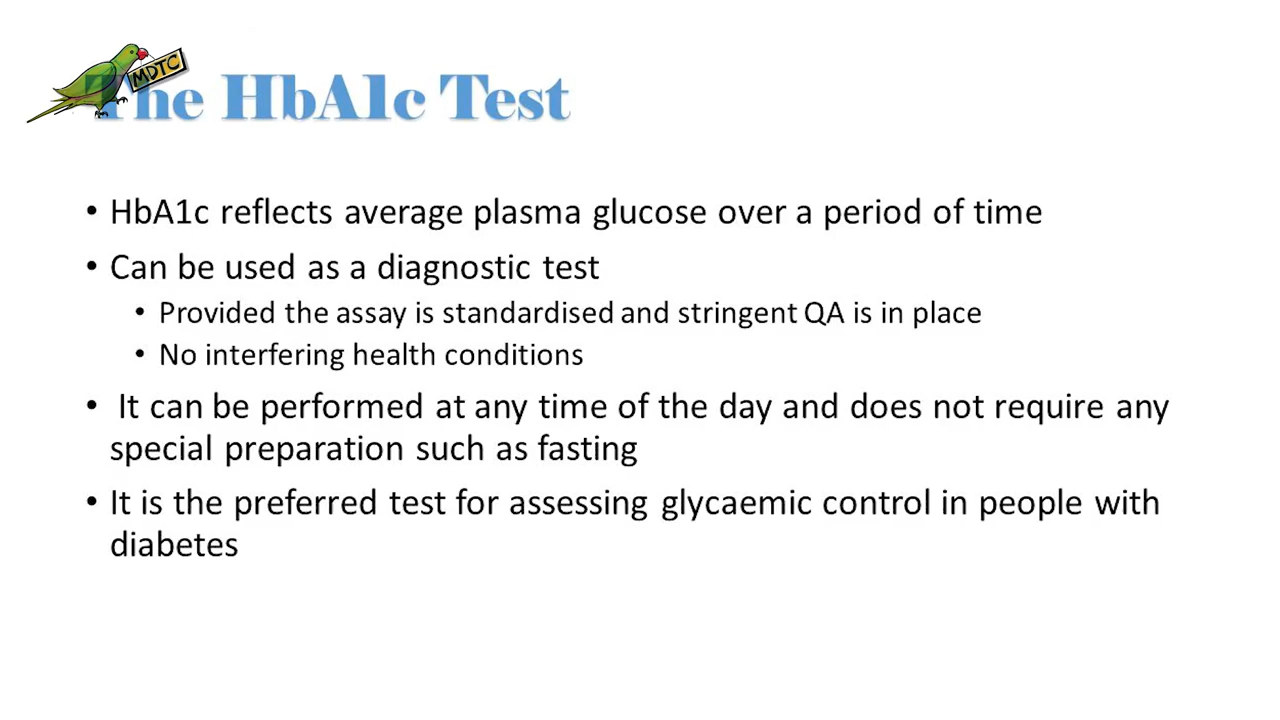 MDTC
The HbA1c Test
• HbA1c reflects average plasma glucose over a period of time
• Can be used as a diagnostic test
• Provided the assay is standardised and stringent QA is in place
• No interfering health conditions
• It can be performed at any time of the day and does not require any
special preparation such as fasting
• It is the preferred test for assessing glycaemic control in people with
diabetes